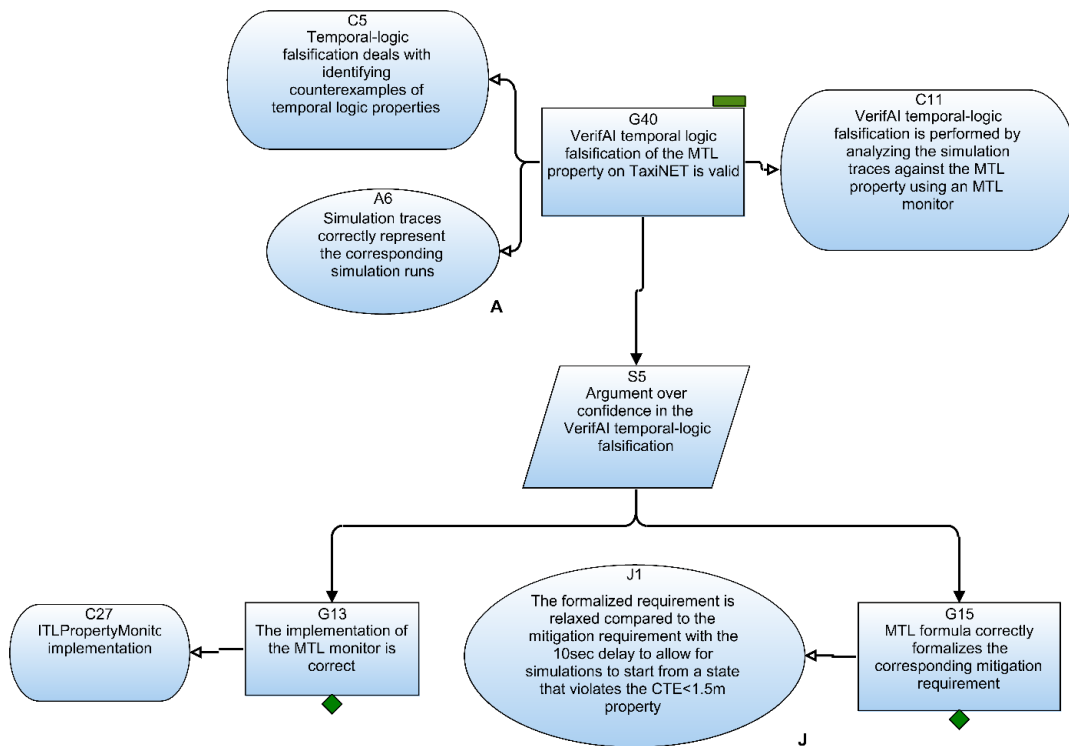 C5
Temporal-logic
falsification deals with
identifying
counterexamples of
temporal logic properties
G40
VerifAI temporal logic
falsification of the MTL
property on TaxiNET is valid
C11
VerifAI temporal-logic
falsification is performed by
analyzing the simulation
traces against the MTL
property using an MTL
monitor
A6
Simulation traces
correctly represent
the corresponding
simulation runs
A
S5
Argument over
confidence in the
VerifAI temporal-logic
falsification
C27
ITLPropertyMonitc
implementation
G13
The implementation of
the MTL monitor is
correct
J1
The formalized requirement is
relaxed compared to the
mitigation requirement with the
10sec delay to allow for
simulations to start from a state
that violates the CTE<1.5m
property
J
G15
MTL formula correctly
formalizes the
corresponding mitigation
requirement